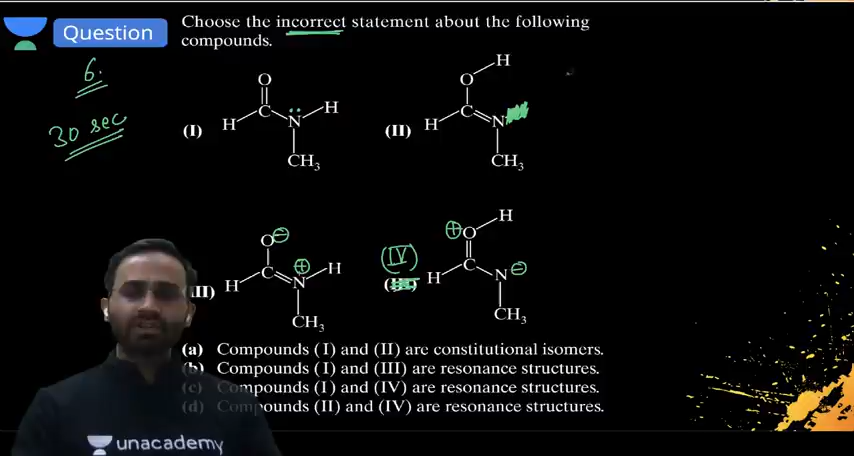 Question
Choose the incorrect statement about the following
compounds.
6.
30 sec
O
H
C
N
H
CH3
(I)
H
O
H
C
N
CH3
(II)
O ⊖
⊕
H
C
N
H
CH3
III)
(IV)
⊕ O
H
H
C
N ⊖
CH3
(a) Compounds (I) and (II) are constitutional isomers.
(b) Compounds (I) and (III) are resonance structures.
(c) Compounds (I) and (IV) are resonance structures.
(d) Compounds (II) and (IV) are resonance structures.
unacademy